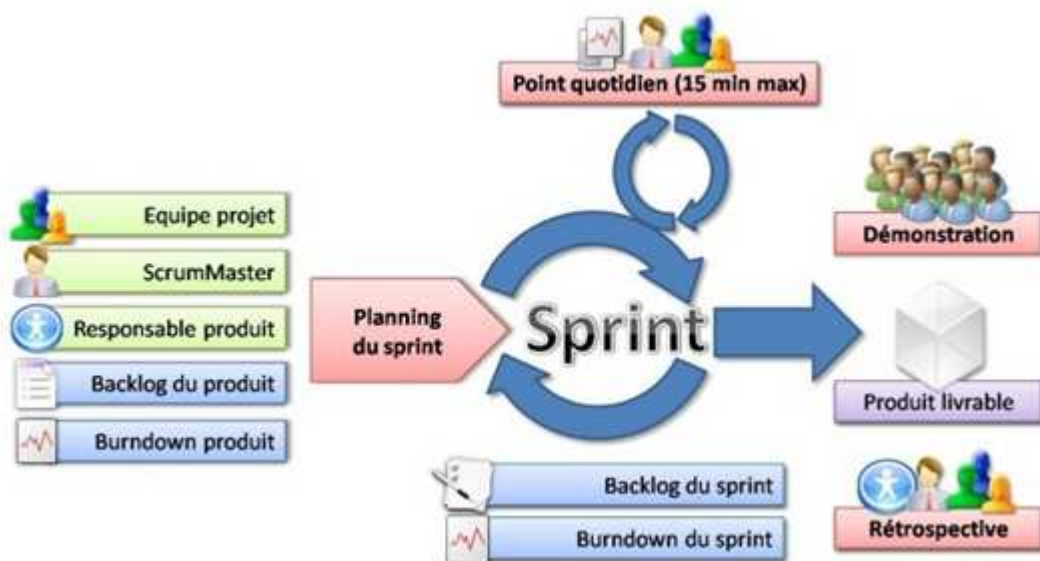 Point quotidien (15 min max)
Equipe projet
ScrumMaster
Responsable produit
Backlog du produit
Burndown produit
Planning
du sprint
Sprint
Démonstration
Produit livrable
Backlog du sprint
Burndown du sprint
Rétrospective